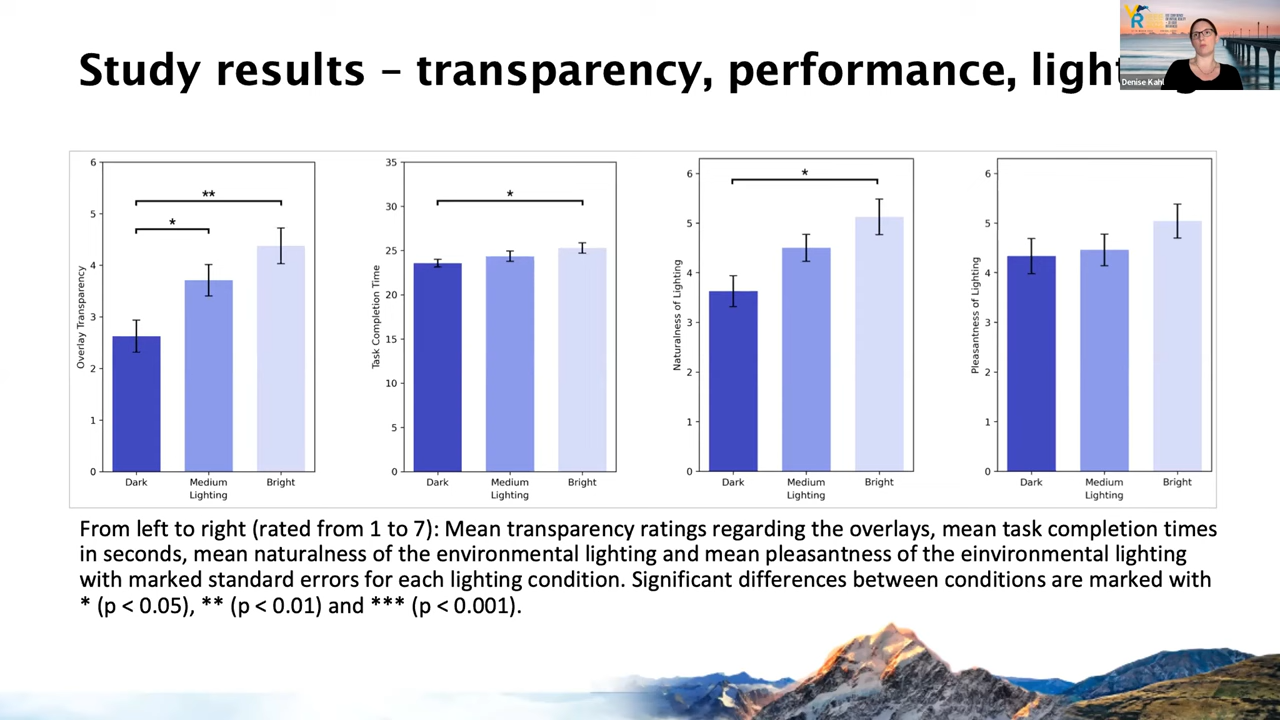 Study results – transparency, performance, light
Denise Kahl
YR
6
5
4
3
2
1
0
Overlay Transparency
**
*
Dark
Medium
Bright
Lighting
35
30
25
20
15
10
5
0
Task Completion Time
*
Dark
Medium
Bright
Lighting
6
5
4
3
2
1
0
Naturalness of Lighting
*
Dark
Medium
Bright
Lighting
6
5
4
3
2
1
0
Pleasantness of Lighting
Dark
Medium
Bright
Lighting
From left to right (rated from 1 to 7): Mean transparency ratings regarding the overlays, mean task completion times
in seconds, mean naturalness of the environmental lighting and mean pleasantness of the einvironmental lighting
with marked standard errors for each lighting condition. Significant differences between conditions are marked with
* (p < 0.05), ** (p < 0.01) and *** (p < 0.001).